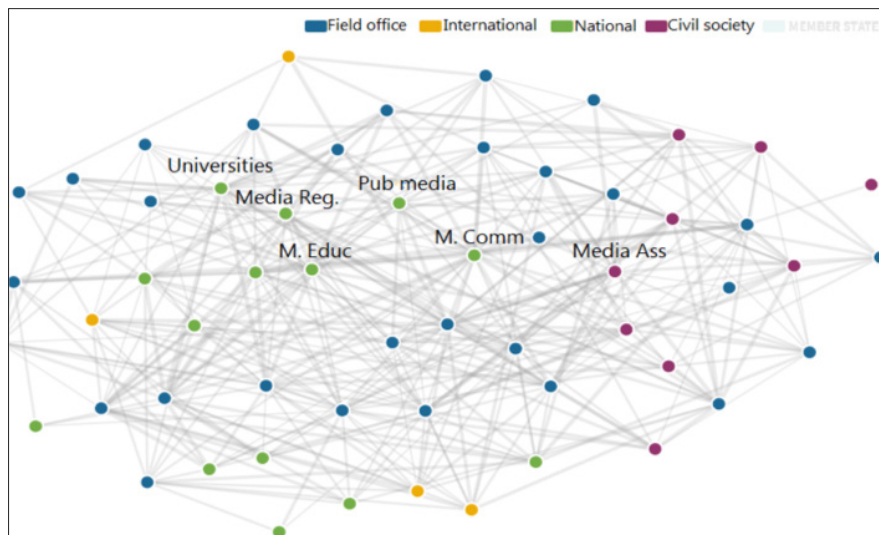 Field office International National Civil society MEMBER STATE
Universities
Pub media
Media Reg.
M. Comm
M. Educ
Media Ass